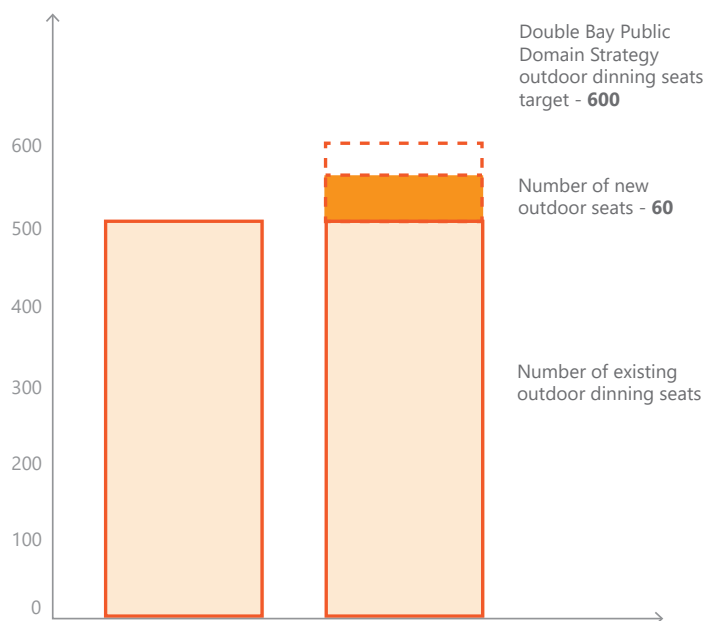 Double Bay Public
Domain Strategy
outdoor dinning seats
target - 600
600
Number of new
outdoor seats - 60
500
400
Number of existing
outdoor dinning seats
300
200
100
0